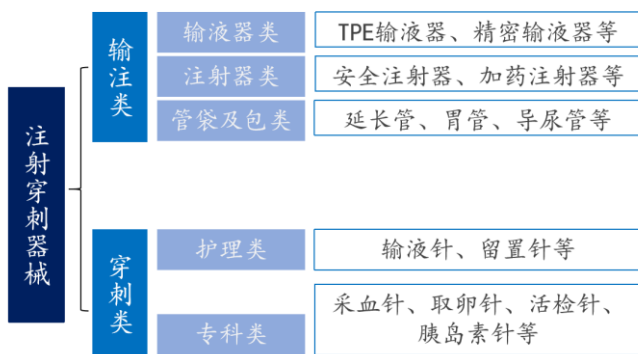 注射穿刺器械
输注类
输液器类
TPE输液器、精密输液器等
注射器类
安全注射器、加药注射器等
管袋及包类
延长管、胃管、导尿管等
穿刺类
护理类
输液针、留置针等
专科类
采血针、取卵针、活检针、
胰岛素针等